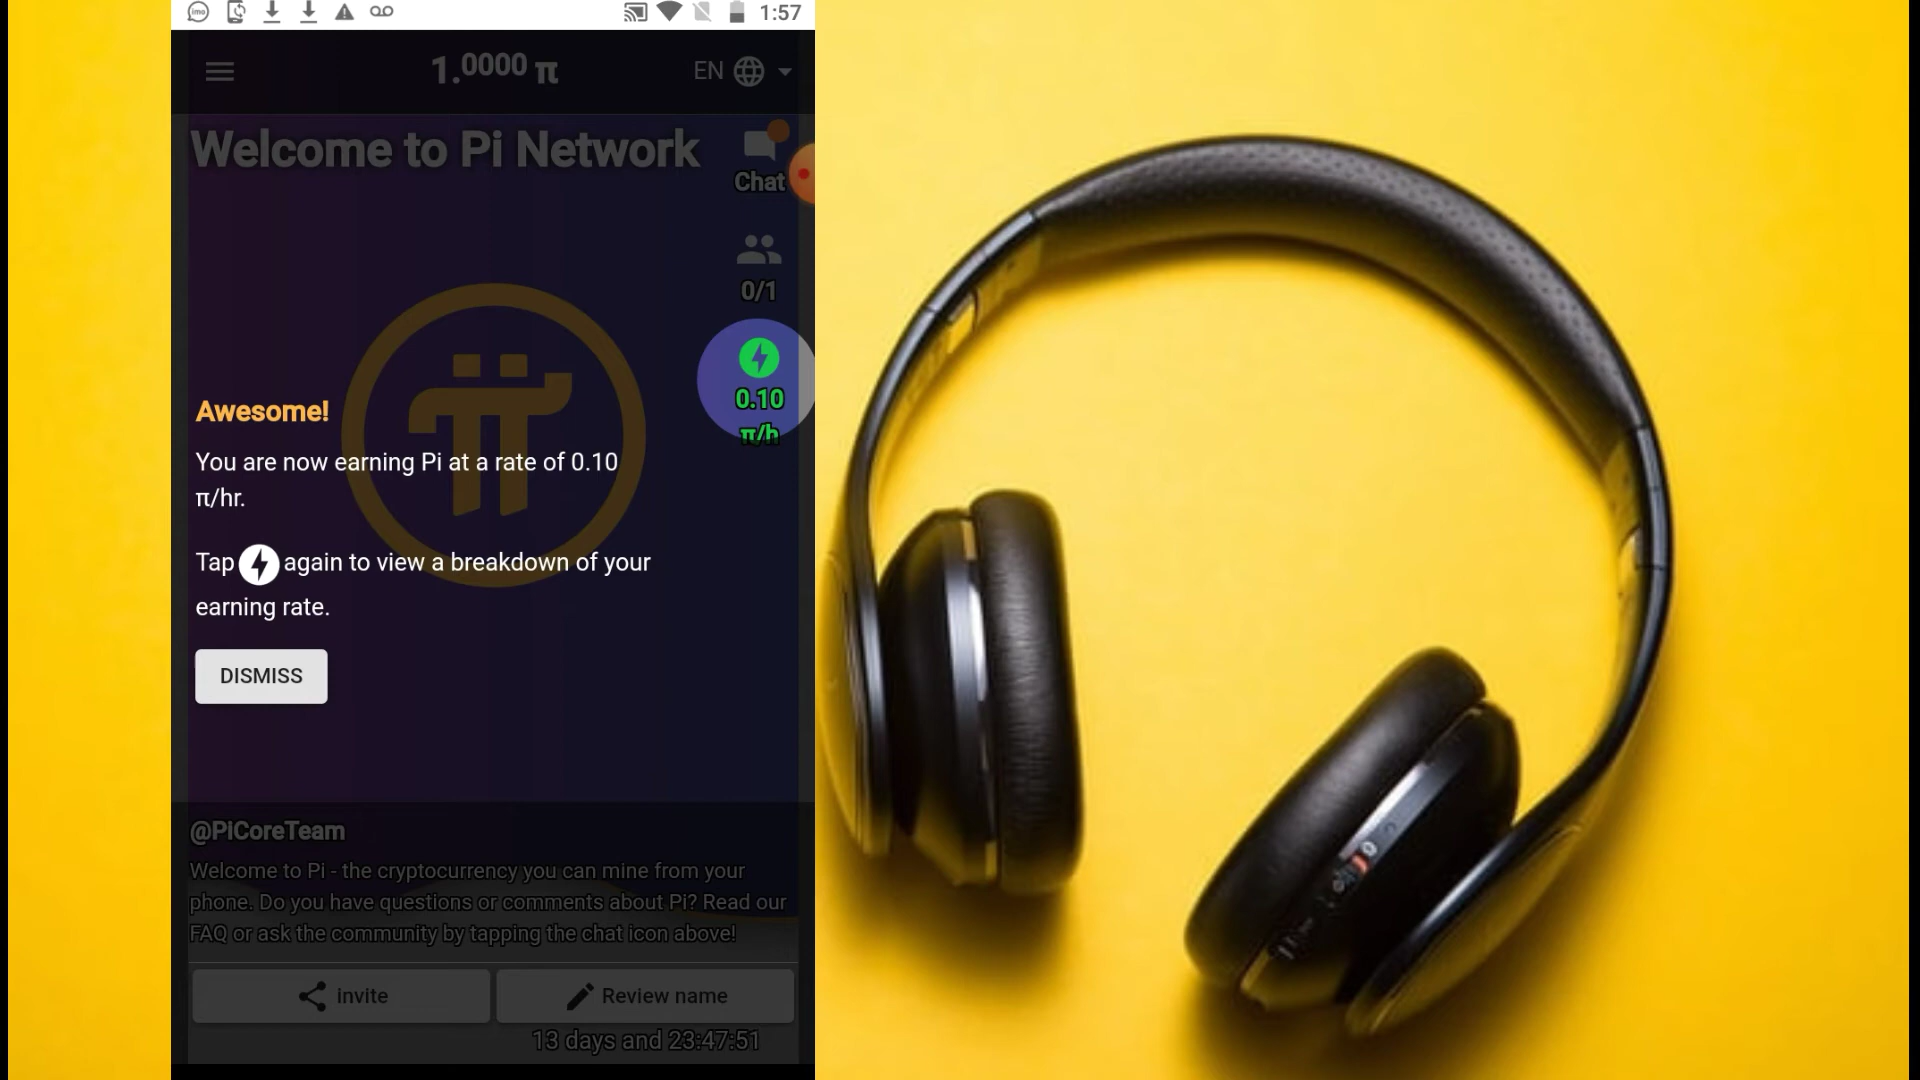 imo
1:57
1.0000 π
EN
Welcome to Pi Network
Chat
0/1
0.10
π/h
Awesome!
You are now earning Pi at a rate of 0.10
π/hr.
Tap again to view a breakdown of your
earning rate.
DISMISS
@PiCoreTeam
Welcome to Pi - the cryptocurrency you can mine from your
phone. Do you have questions or comments about Pi? Read our
FAQ or ask the community by tapping the chat icon above!
invite
Review name
13 days and 23:47:51